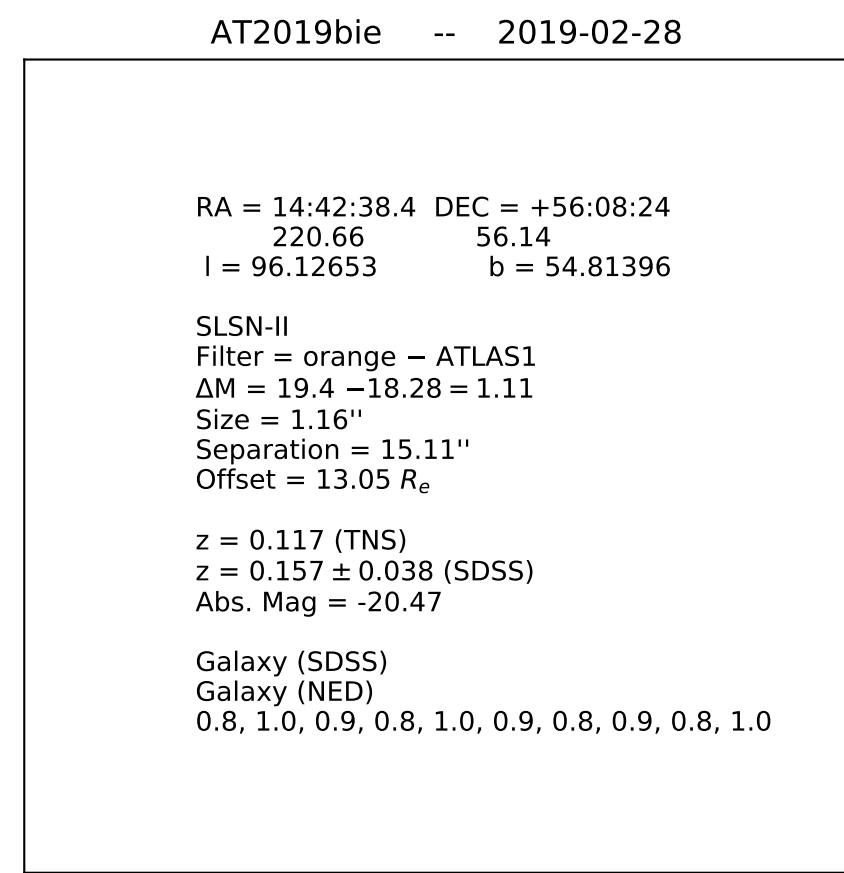 AT2019bie -- 2019-02-28
RA = 14:42:38.4 DEC = +56:08:24
220.66 56.14
l = 96.12653 b = 54.81396
SLSN-II
Filter = orange − ATLAS1
ΔM = 19.4 −18.28 = 1.11
Size = 1.16''
Separation = 15.11''
Offset = 13.05 Rₑ
z = 0.117 (TNS)
z = 0.157 ± 0.038 (SDSS)
Abs. Mag = -20.47
Galaxy (SDSS)
Galaxy (NED)
0.8, 1.0, 0.9, 0.8, 1.0, 0.9, 0.8, 0.9, 0.8, 1.0